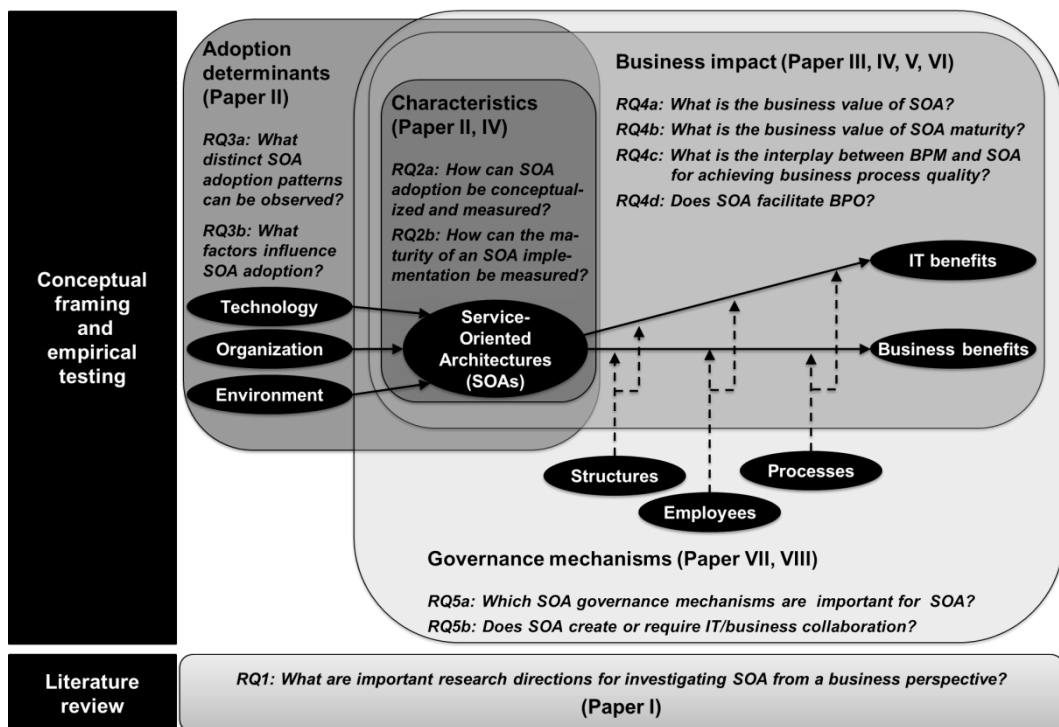 Conceptual
framing
and
empirical
testing
Adoption
determinants
(Paper II)
RQ3a: What
distinct SOA
adoption patterns
can be observed?
RQ3b: What
factors influence
SOA adoption?
Technology
Organization
Environment
Characteristics
(Paper II, IV)
RQ2a: How can SOA
adoption be conceptual-
ized and measured?
RQ2b: How can the ma-
turity of an SOA imple-
mentation be measured?
Service-
Oriented
Architectures
(SOAs)
Business impact (Paper III, IV, V, VI)
RQ4a: What is the business value of SOA?
RQ4b: What is the business value of SOA maturity?
RQ4c: What is the interplay between BPM and SOA
for achieving business process quality?
RQ4d: Does SOA facilitate BPO?
IT benefits
Business benefits
Structures
Employees
Processes
Governance mechanisms (Paper VII, VIII)
RQ5a: Which SOA governance mechanisms are important for SOA?
RQ5b: Does SOA create or require IT/business collaboration?
Literature
review
RQ1: What are important research directions for investigating SOA from a business perspective?
(Paper I)